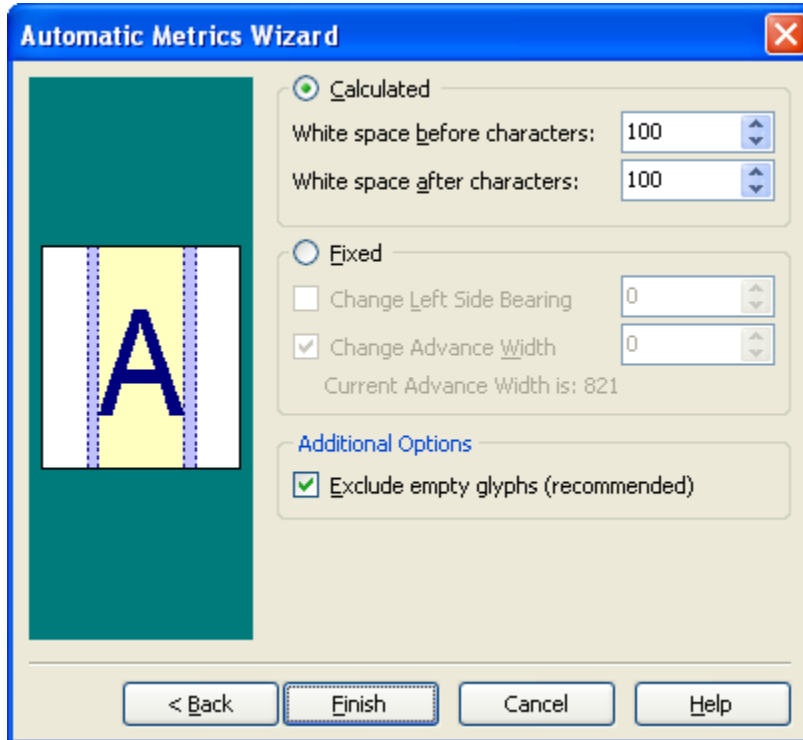 Automatic Metrics Wizard
Calculated
White space before characters: 100
White space after characters: 100
Fixed
Change Left Side Bearing 0
Change Advance Width 0
Current Advance Width is: 821
A
Additional Options
Exclude empty glyphs (recommended)
< Back Finish Cancel Help